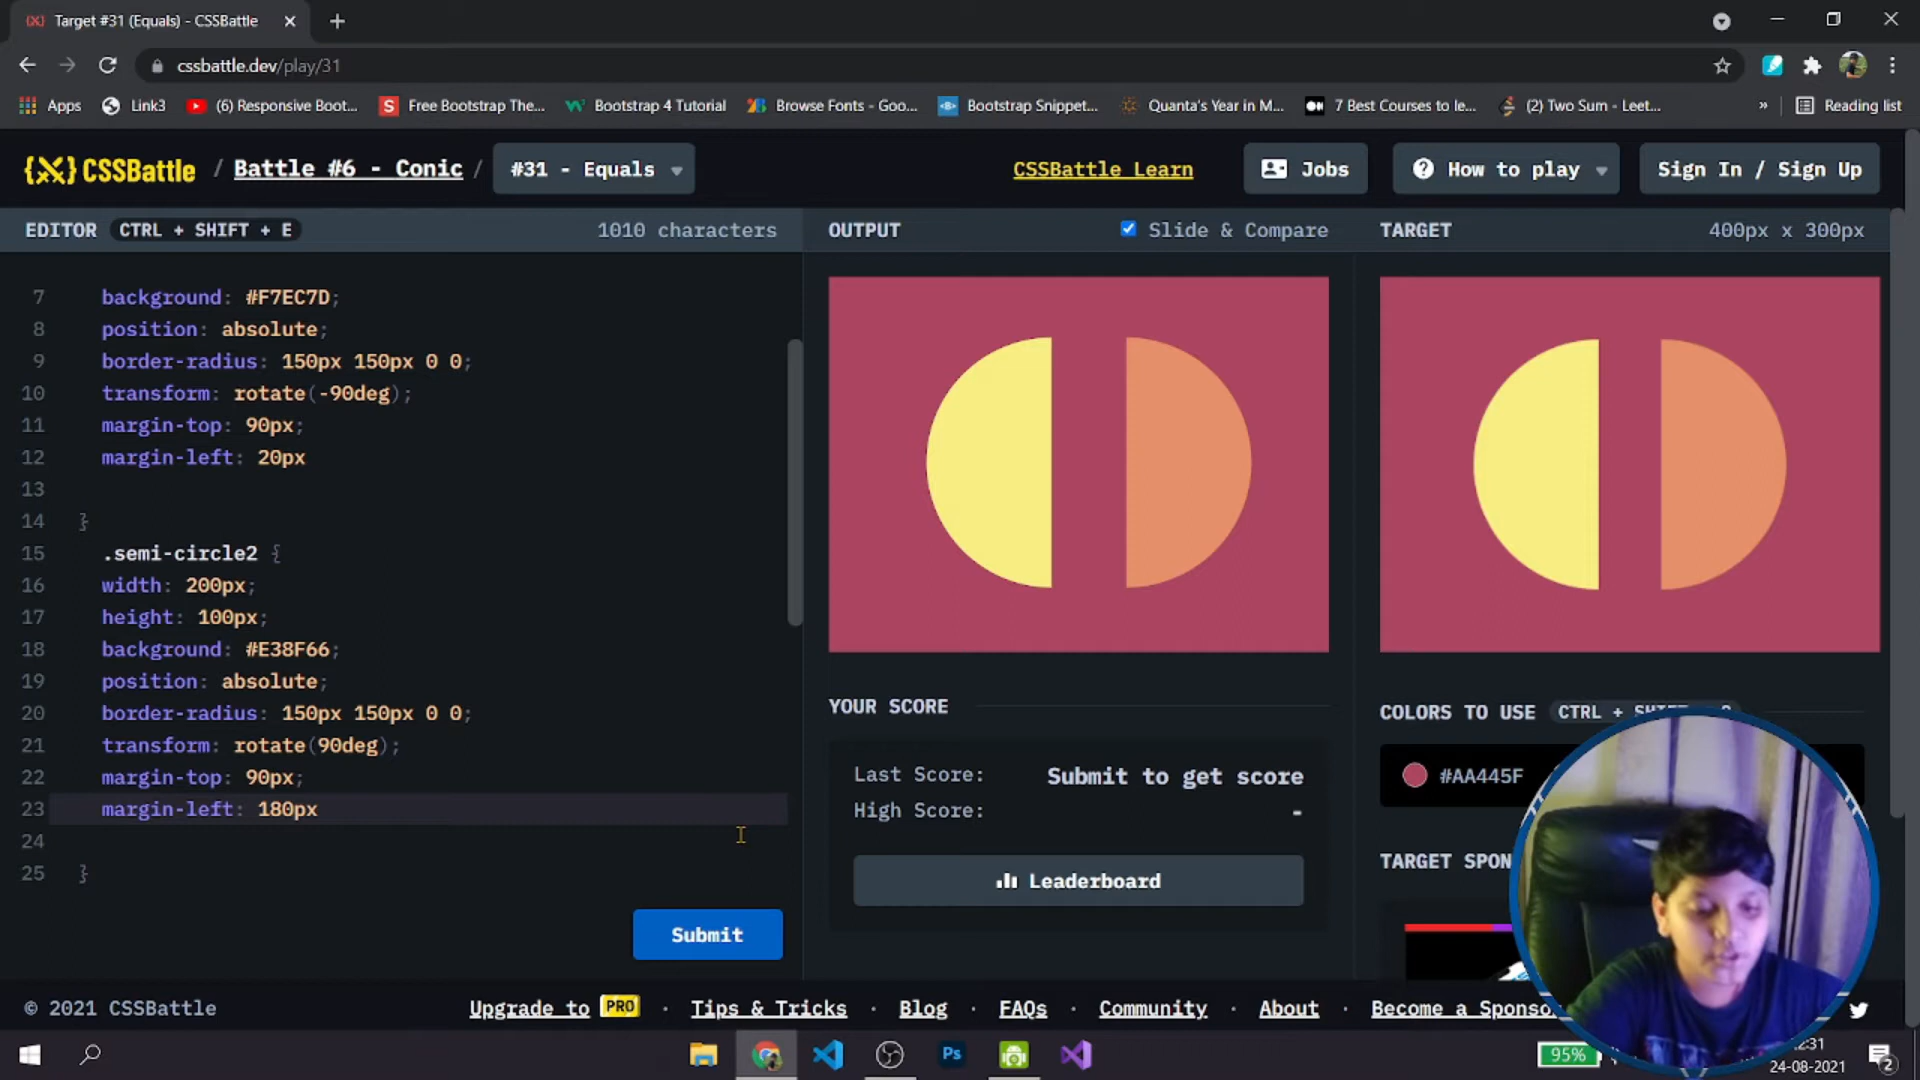 Target #31 (Equals) - CSSBattle
cssbattle.dev/play/31
Apps
Link3
(6) Responsive Boot...
Free Bootstrap The...
Bootstrap 4 Tutorial
Browse Fonts - Goo...
Bootstrap Snippet...
Quanta's Year in M...
7 Best Courses to le...
(2) Two Sum - Leet...
»
Reading list
CSSBattle / Battle #6 - Conic / #31 - Equals
CSSBattle Learn
Jobs
How to play
Sign In / Sign Up
EDITOR CTRL + SHIFT + E 1010 characters
OUTPUT Slide & Compare
TARGET 400px x 300px
7 background: #F7EC7D;
8 position: absolute;
9 border-radius: 150px 150px 0 0;
10 transform: rotate(-90deg);
11 margin-top: 90px;
12 margin-left: 20px
13
14 }
15 .semi-circle2 {
16 width: 200px;
17 height: 100px;
18 background: #E38F66;
19 position: absolute;
20 border-radius: 150px 150px 0 0;
21 transform: rotate(90deg);
22 margin-top: 90px;
23 margin-left: 180px
24
25 }
Submit
YOUR SCORE
Last Score: Submit to get score
High Score: -
Leaderboard
COLORS TO USE CTRL +
#AA445F
TARGET
© 2021 CSSBattle
Upgrade to PRO · Tips & Tricks · Blog · FAQs · Community · About · Become a
Ps
95%
24-08-2021
2